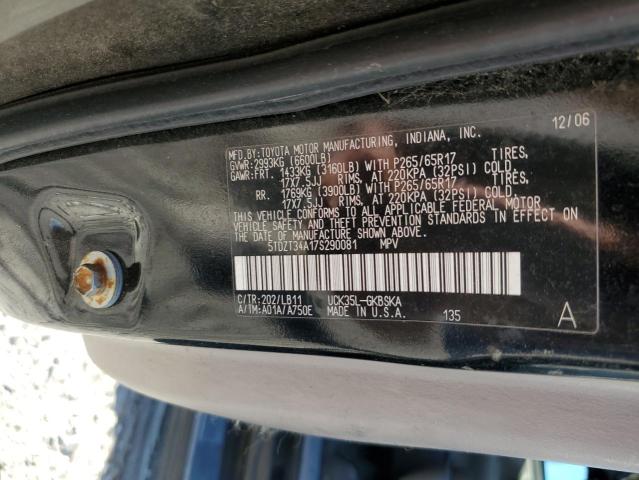 MFD. BY: TOYOTA MOTOR MANUFACTURING, INDIANA, INC. 12/06
GVWR: 2993KG (6600LB)
GAWR: FRT. 1433KG (3160LB) WITH P265/65R17 TIRES,
17X7.5JJ RIMS, AT 220KPA (32PSI) COLD.
RR. 1769KG (3900LB) WITH P265/65R17 TIRES,
17X7.5JJ RIMS, AT 220KPA (32PSI) COLD.
THIS VEHICLE CONFORMS TO ALL APPLICABLE FEDERAL MOTOR
VEHICLE SAFETY AND THEFT PREVENTION STANDARDS IN EFFECT ON
THE DATE OF MANUFACTURE SHOWN ABOVE.
5TDZT34A17S290081 MPV
C/TR: 202/LB11 UCK35L-GKBSKA
A/TM: A01A/A750E MADE IN U.S.A. 135 A